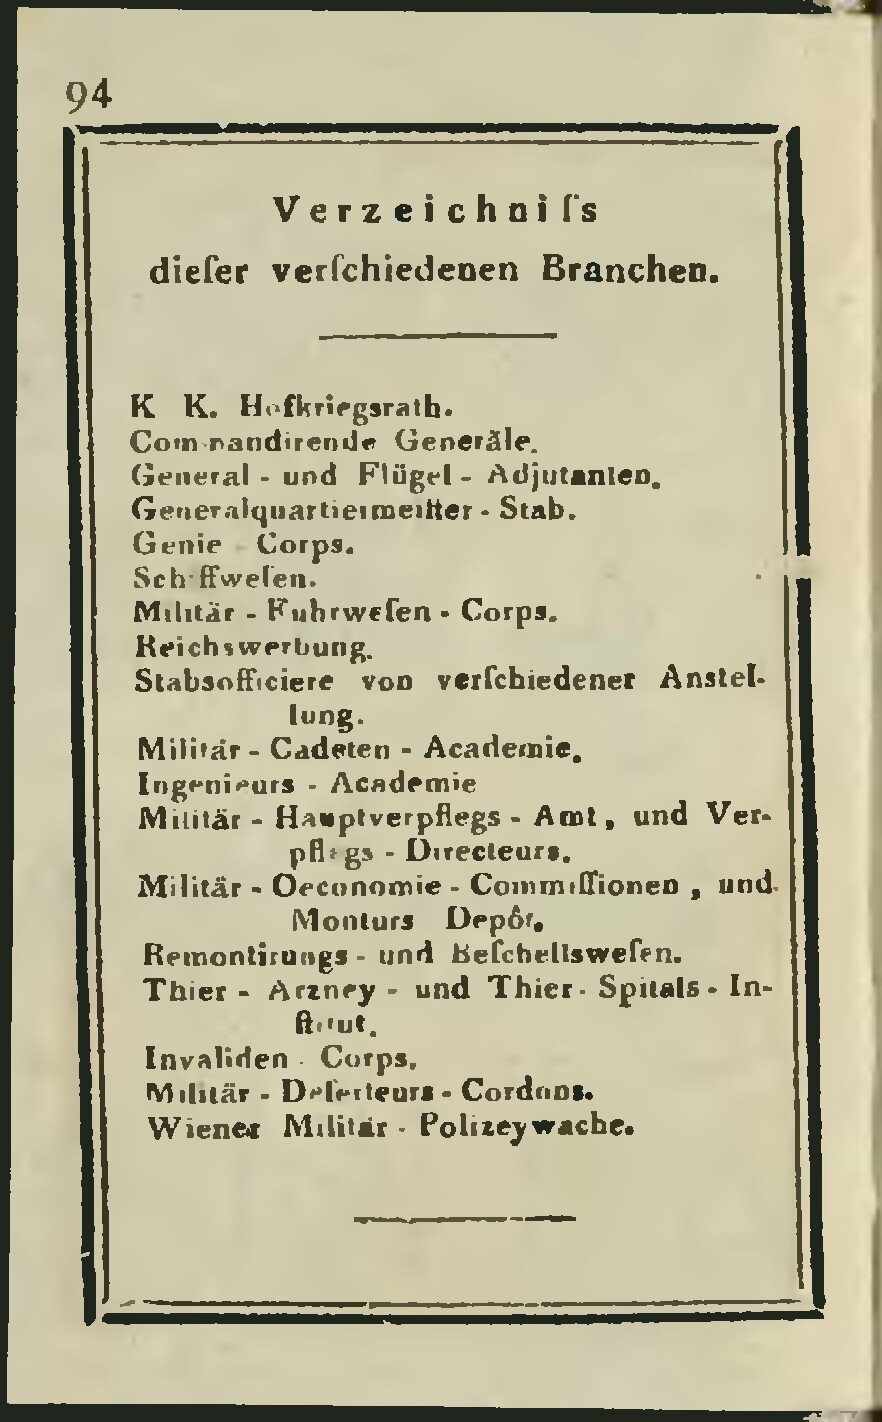 94
Verzeichniſs
dieſer verſchiedenen Branchen.
K K. Hofkriegsrath.
Commandirende Generäle.
General - und Flügel - Adjutanten.
Generalquartiermeiſter - Stab.
Genie - Corps.
Schiffweſen.
Militär - Fuhrweſen - Corps.
Reichswerbung.
Stabsofficiere von verſchiedener Anstel-
lung.
Militär - Cadeten - Academie.
Ingenieurs - Academie
Militär - Hauptverpflegs - Amt, und Ver-
pflegs - Directeurs.
Militär - Oeconomie - Commiſſionen, und
Monturs Depôt.
Remontirungs - und Beſchellsweſen.
Thier - Arzney - und Thier - Spitals - In-
ſtitut.
Invaliden - Corps.
Militär - Deſerteurs - Cordons.
Wiener Militär - Polizeywache.